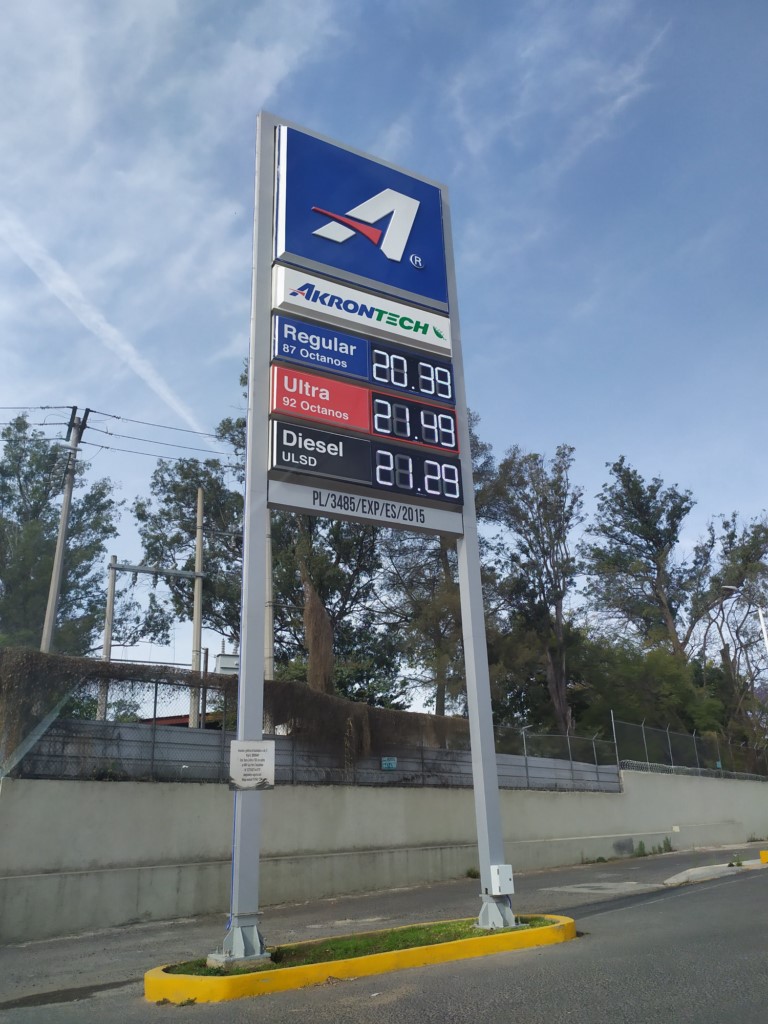 A
®
AKRONTECH
Regular
87 Octanos
20.39
Ultra
92 Octanos
21.49
Diesel
ULSD
21.29
PL/3485/EXP/ES/2015